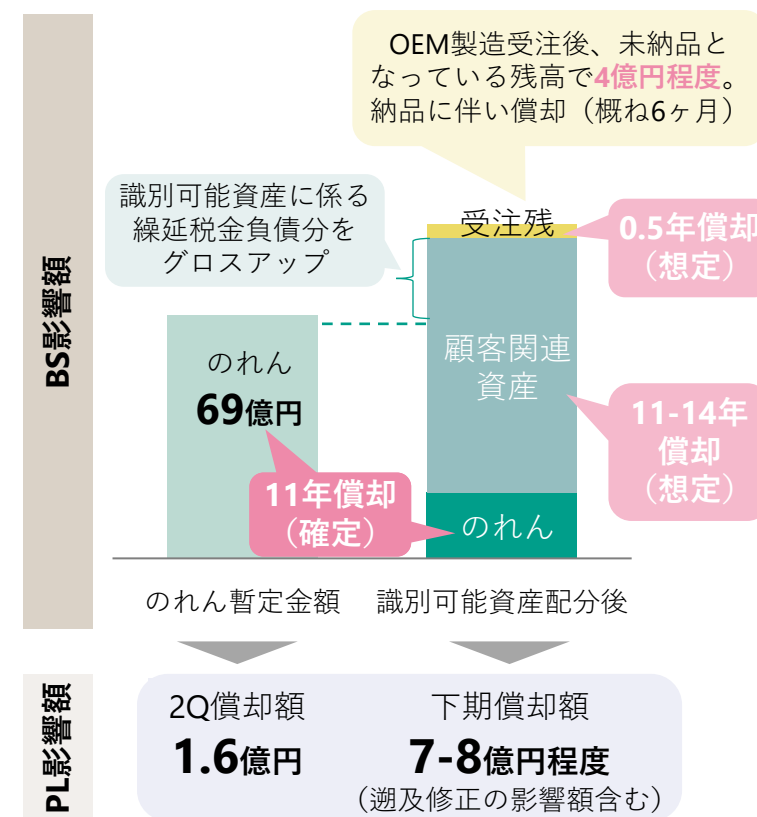 BS影響額
OEM製造受注後、未納品と
なっている残高で4億円程度。
納品に伴い償却（概ね6ヶ月）
識別可能資産に係る
繰延税金負債分を
グロスアップ
受注残
0.5年償却
（想定）
のれん
69億円
顧客関連
資産
11-14年
償却
（想定）
11年償却
（確定）
のれん
のれん暫定金額
識別可能資産配分後
PL影響額
2Q償却額
1.6億円
下期償却額
7-8億円程度
（遡及修正の影響額含む）